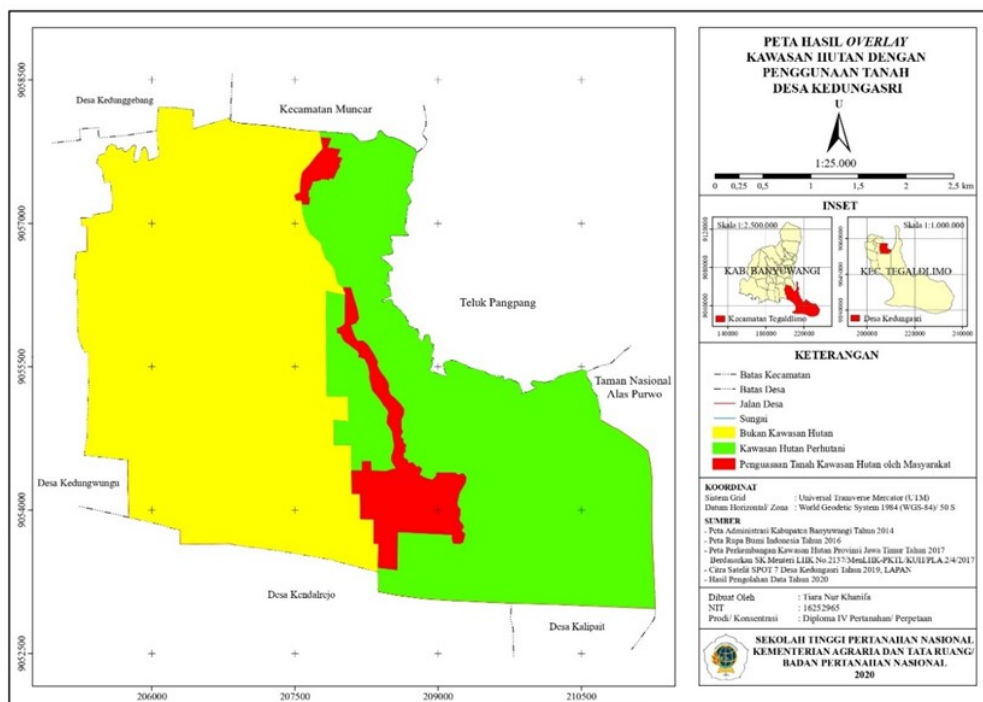 9058500
9057000
9055500
9054000
9052500
206000
207500
209000
210500
Desa Kedunggebang
Kecamatan Muncar
Teluk Pangpang
Taman Nasional
Alas Purwo
Desa Kedungwungu
Desa Kendalrejo
Desa Kalipait
PETA HASIL OVERLAY
KAWASAN HUTAN DENGAN
PENGGUNAAN TANAH
DESA KEDUNGASRI
U
1:25.000
0 0,25 0,5 1 1,5 2 2,5 km
INSET
Skala 1:2.500.000
KAB. BANYUWANGI
Kecamatan Tegaldlimo
9120000
9080000
9040000
140000 180000 220000
Skala 1:1.000.000
KEC. TEGALDLIMO
Desa Kedungasri
200000 220000 240000
KETERANGAN
Batas Kecamatan
Batas Desa
Jalan Desa
Sungai
Bukan Kawasan Hutan
Kawasan Hutan Perhutani
Penguasaan Tanah Kawasan Hutan oleh Masyarakat
KOORDINAT
Sistem Grid : Universal Transverse Mercator (UTM)
Datum Horizontal/ Zona : World Geodetic System 1984 (WGS-84)/ 50 S
SUMBER
- Peta Administrasi Kabupaten Banyuwangi Tahun 2014
- Peta Rupa Bumi Indonesia Tahun 2016
- Peta Perkembangan Kawasan Hutan Provinsi Jawa Timur Tahun 2017
Berdasarkan SK Menteri LHK No.2137/MenLHK-PKTL/KUH/PLA.2/4/2017
- Citra Satelit SPOT 7 Desa Kedungasri Tahun 2019, LAPAN
- Hasil Pengolahan Data Tahun 2020
Dibuat Oleh : Tiara Nur Khanifa
NIT : 16252965
Prodi/ Konsentrasi : Diploma IV Pertanahan/ Perpetaan
SEKOLAH TINGGI PERTANAHAN NASIONAL
KEMENTERIAN AGRARIA DAN TATA RUANG/
BADAN PERTANAHAN NASIONAL
2020